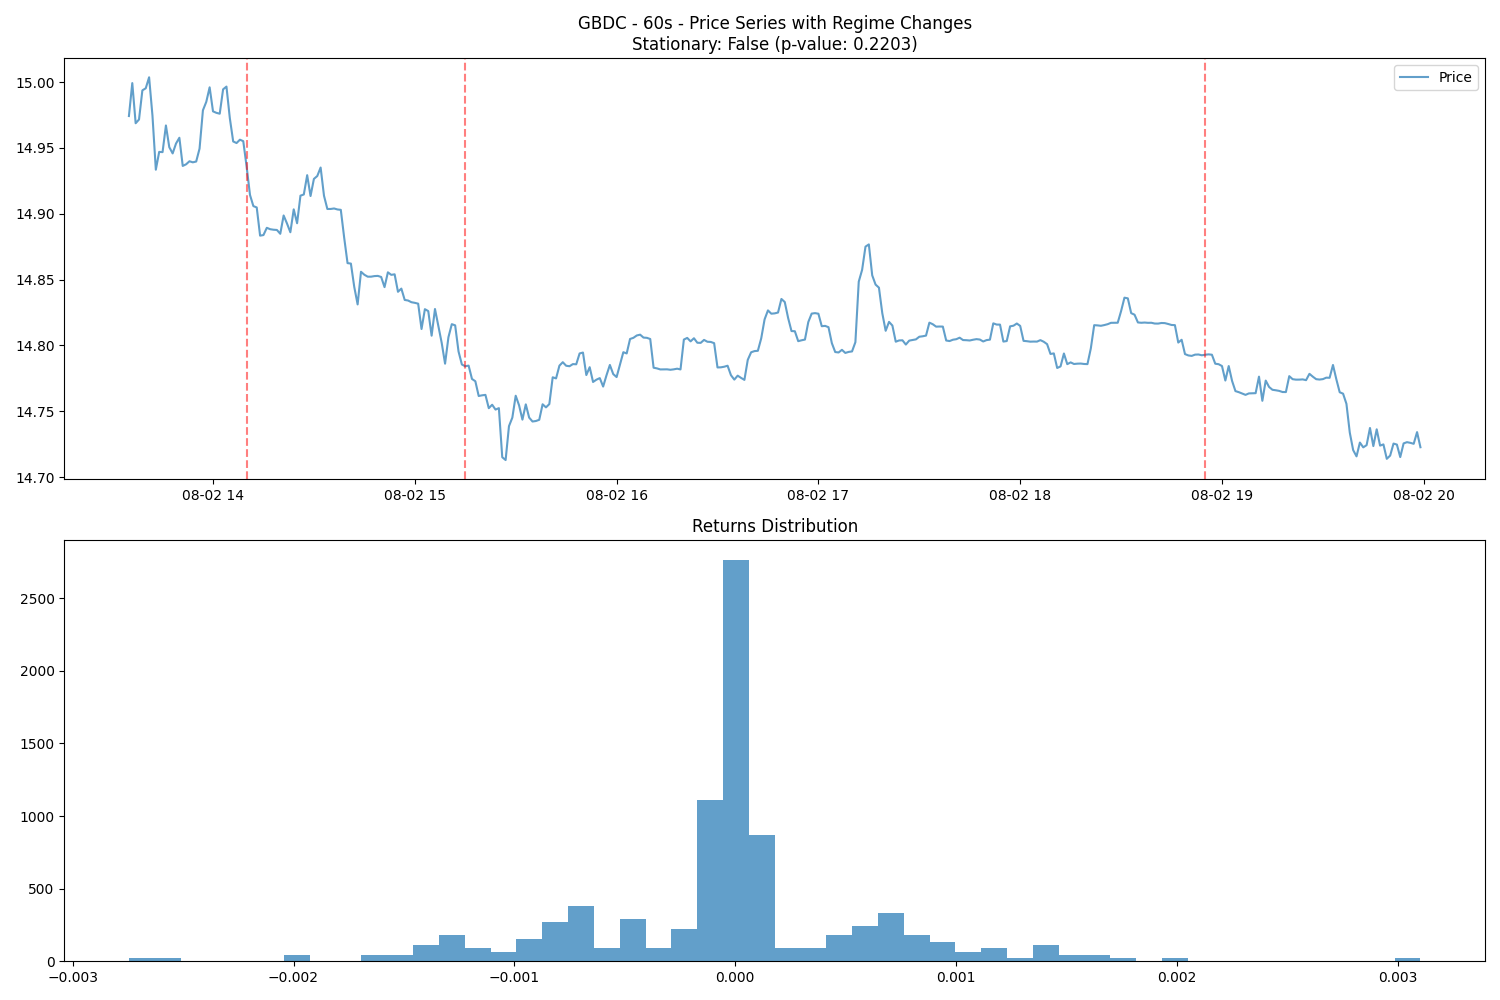 GBDC - 60s - Price Series with Regime Changes
Stationary: False (p-value: 0.2203)
Price
15.00
14.95
14.90
14.85
14.80
14.75
14.70
08-02 14 08-02 15 08-02 16 08-02 17 08-02 18 08-02 19 08-02 20
Returns Distribution
2500
2000
1500
1000
500
0
−0.003 −0.002 −0.001 0.000 0.001 0.002 0.003